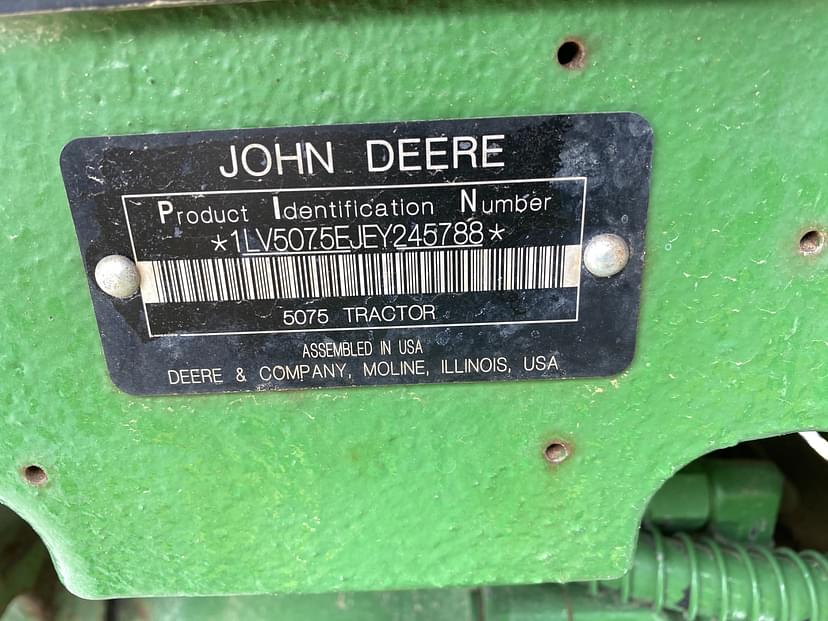 JOHN DEERE
Product Identification Number
*1LV5075EJEY245788*
5075 TRACTOR
ASSEMBLED IN USA
DEERE & COMPANY, MOLINE, ILLINOIS, USA